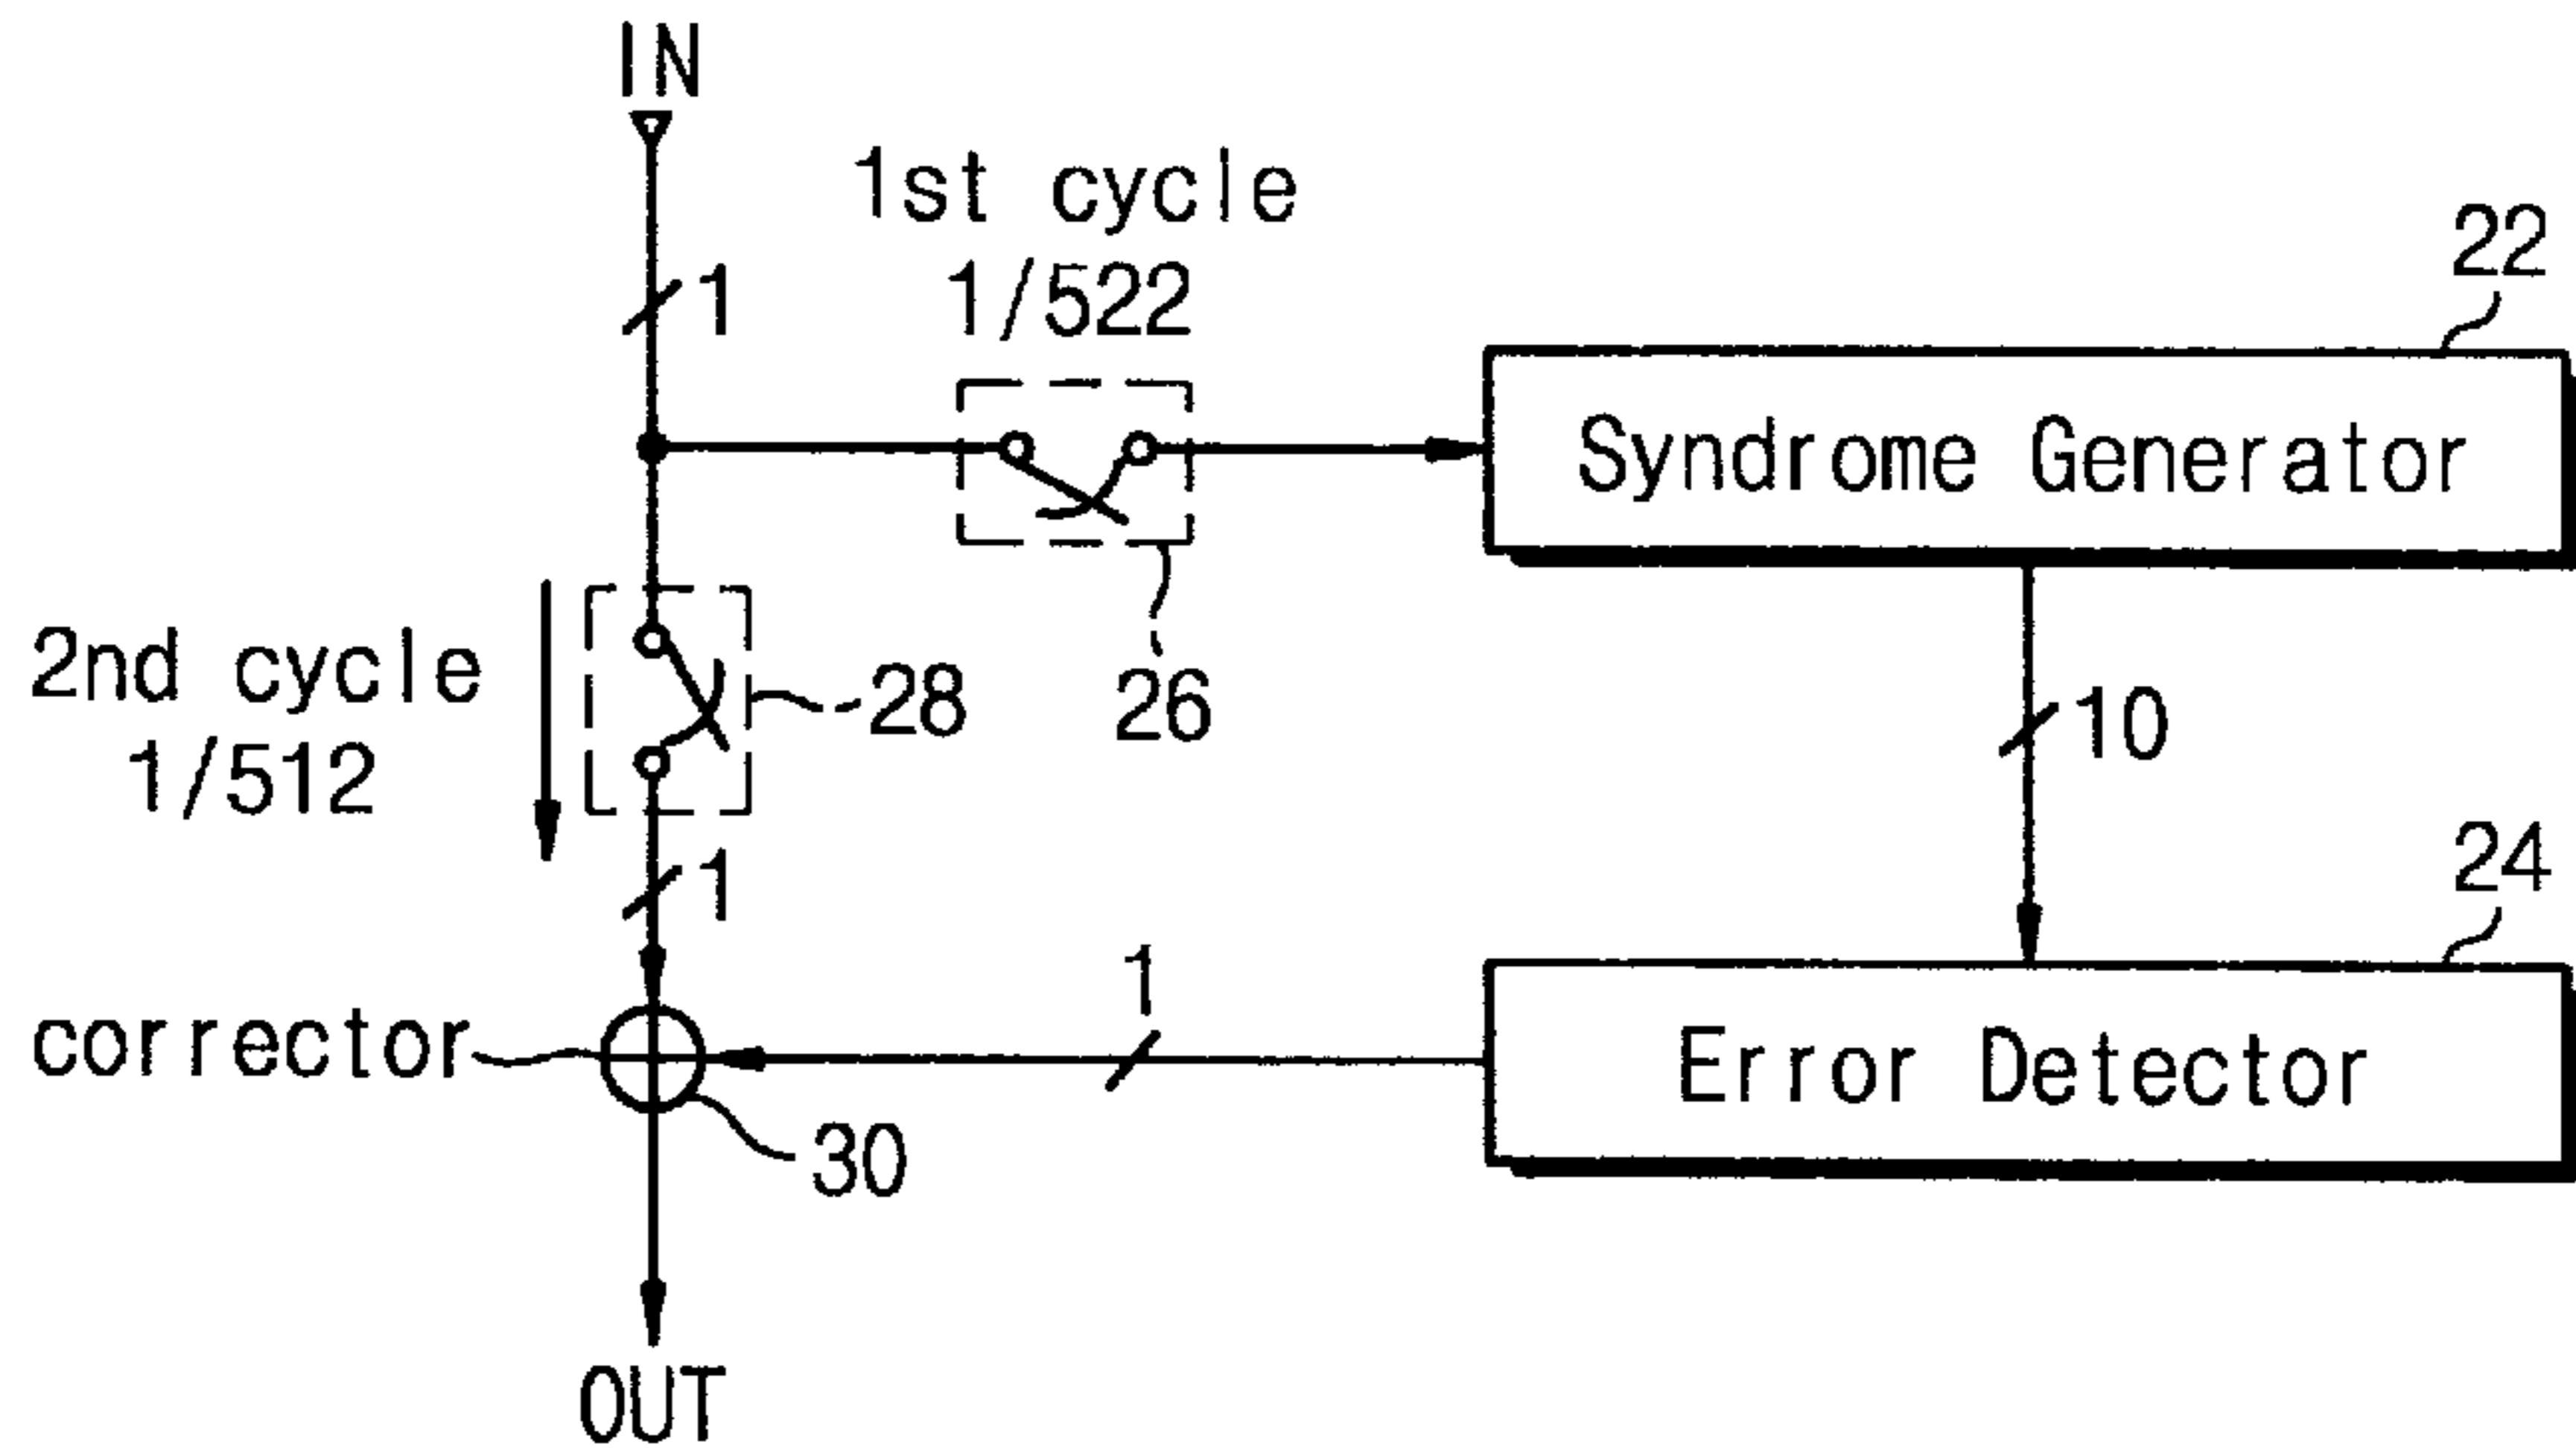 IN
1st cycle
1/522
1
22
Syndrome Generator
2nd cycle
1/512
28
26
10
1
24
corrector
1
Error Detector
30
OUT